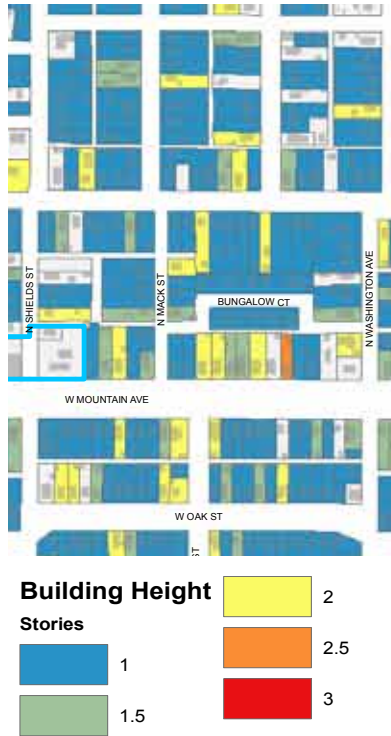 N SHIELDS ST
N MACK ST
N WASHINGTON AVE
BUNGALOW CT
W MOUNTAIN AVE
W OAK ST
ST
Building Height
Stories
1
1.5
2
2.5
3